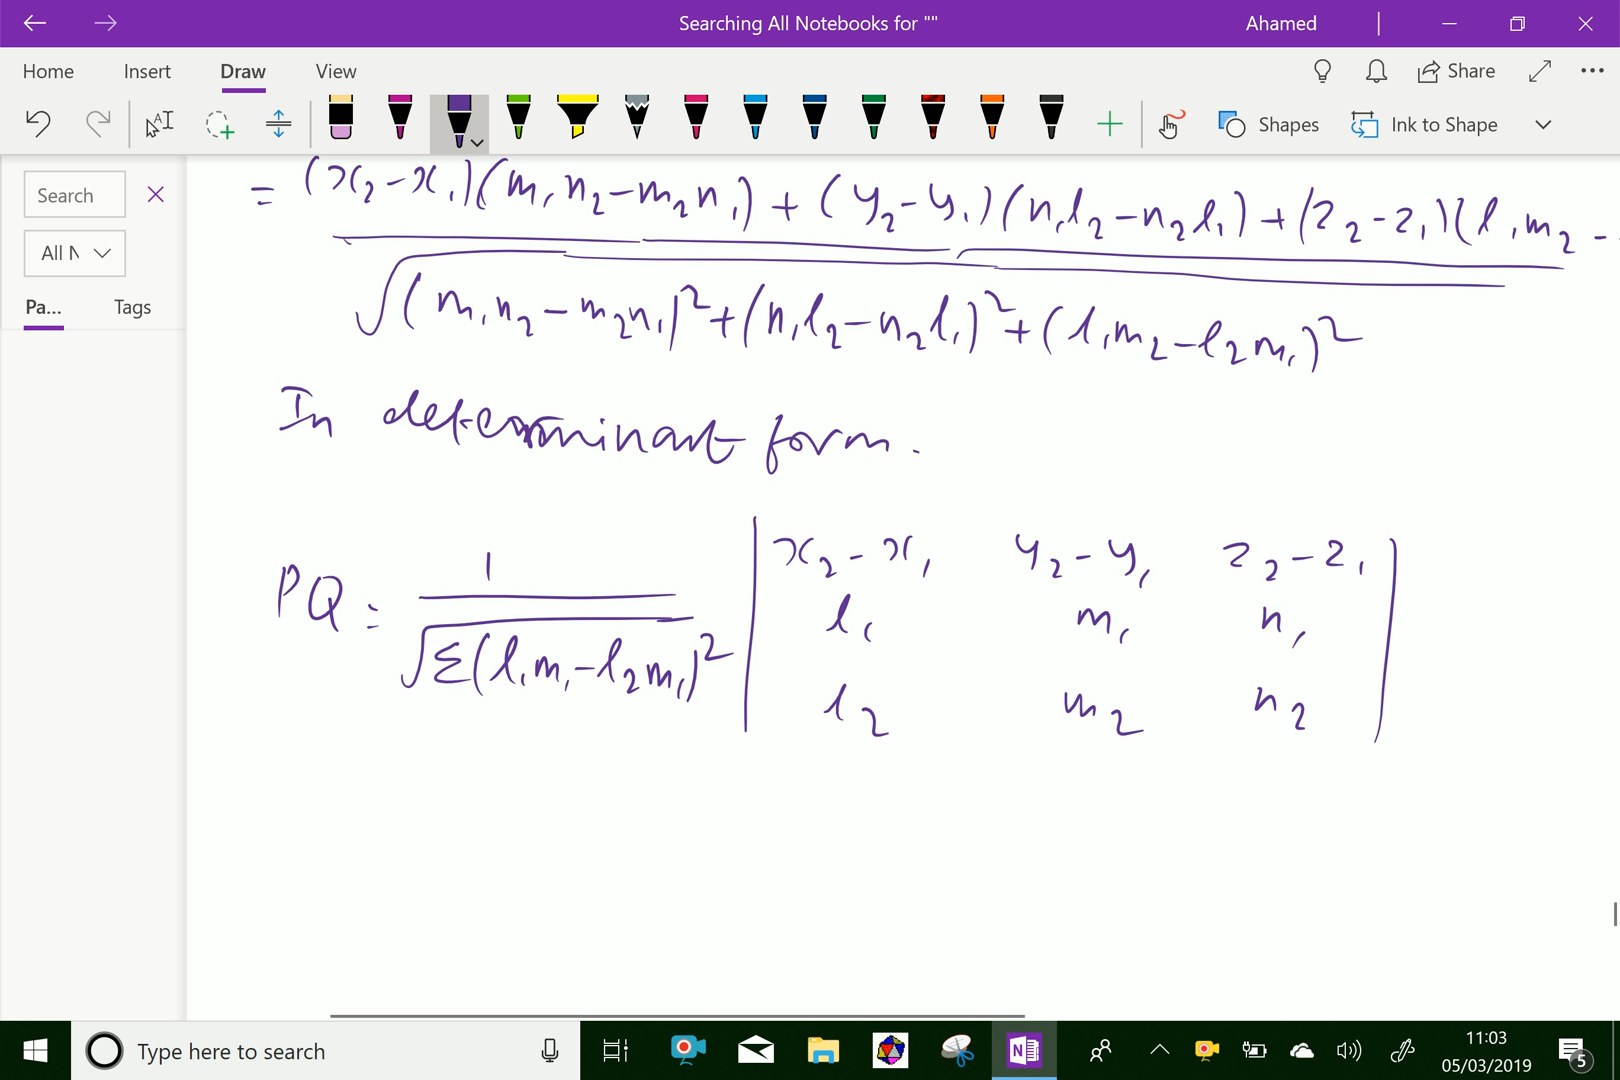 Searching All Notebooks for ""
Ahamed
Home Insert Draw View
Share
Shapes
Ink to Shape
Search
All N
Pa... Tags
= (x₂-x₁)(m₁n₂-m₂n₁) + (y₂-y₁)(n₁l₂-n₂l₁) + (z₂-z₁)(l₁m₂-
√(m₁n₂-m₂n₁)²+(n₁l₂-n₂l₁)²+(l₁m₂-l₂m₁)²
In determinant form.
PQ = 1 / √Σ(l₁m₁-l₂m₁)² | x₂-x₁ y₂-y₁ z₂-z₁ |
l₁ m₁ n₁
l₂ m₂ n₂
Type here to search
N
11:03
05/03/2019
5